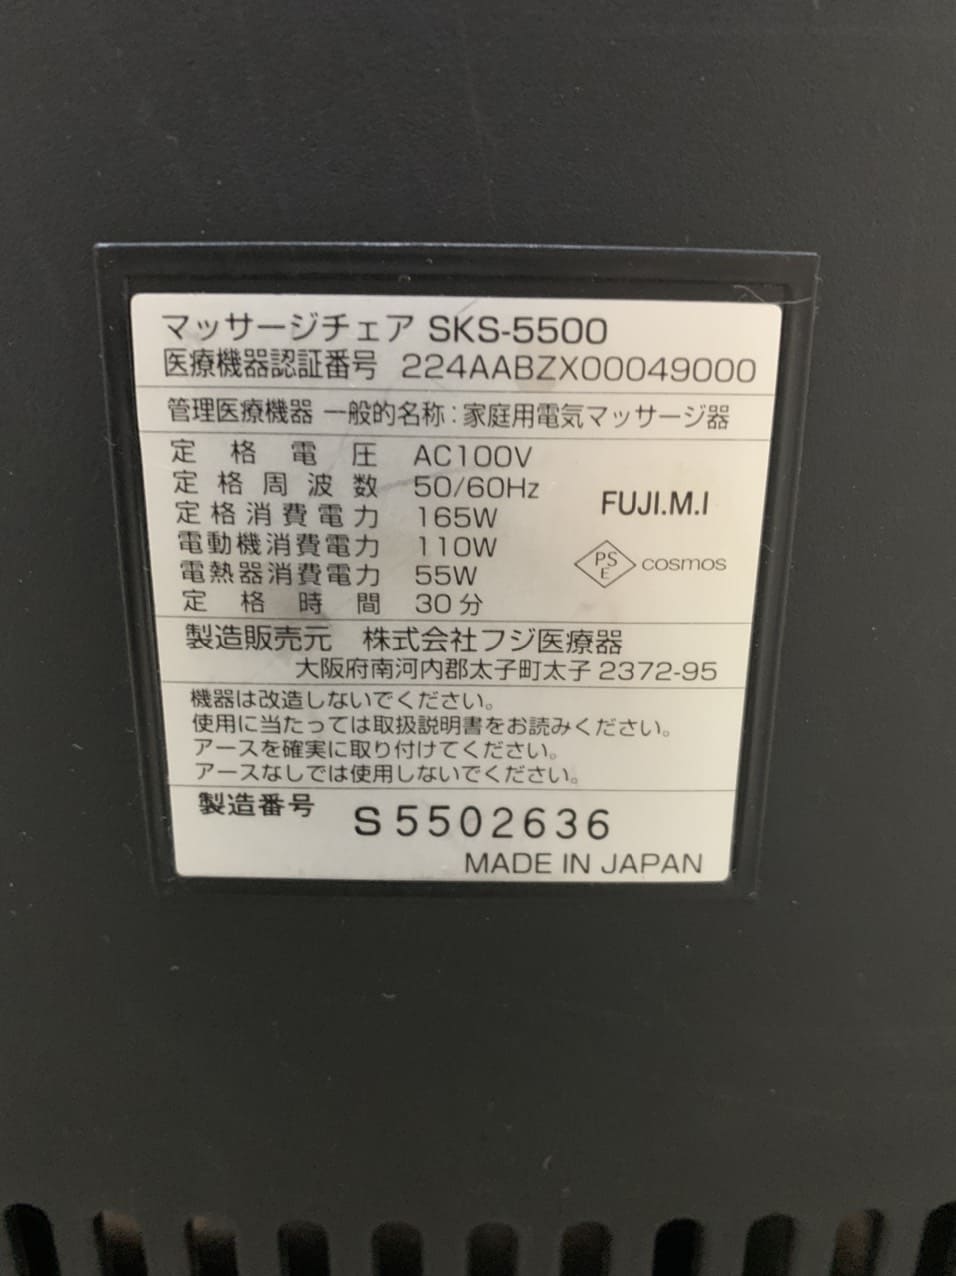 マッサージチェア SKS-5500
医療機器認証番号 224AABZX00049000
管理医療機器 一般的名称：家庭用電気マッサージ器
定格電圧 AC100V
定格周波数 50/60Hz
定格消費電力 165W
電動機消費電力 110W
電熱器消費電力 55W
定格時間 30分
FUJI.M.I
PSE cosmos
製造販売元 株式会社フジ医療器
大阪府南河内郡太子町太子2372-95
機器は改造しないでください。
使用に当たっては取扱説明書をお読みください。
アースを確実に取り付けてください。
アースなしでは使用しないでください。
製造番号 S5502636
MADE IN JAPAN